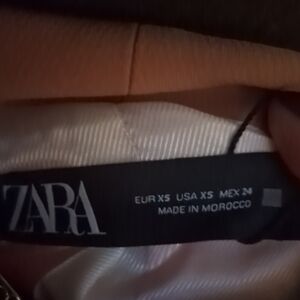 ZARA
EUR XS USA XS MEX 24
MADE IN MOROCCO